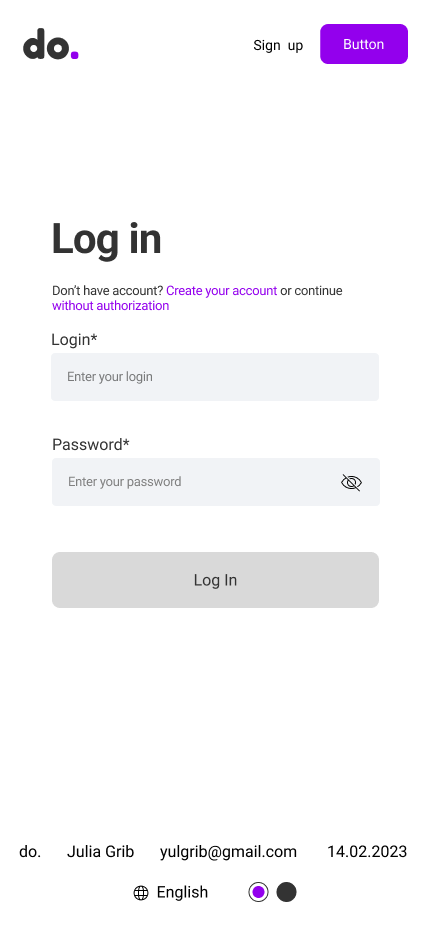 do.
Sign up
Button
Log in
Don't have account? Create your account or continue
without authorization
Login*
Enter your login
Password*
Enter your password
Log In
do. Julia Grib yulgrib@gmail.com 14.02.2023
English